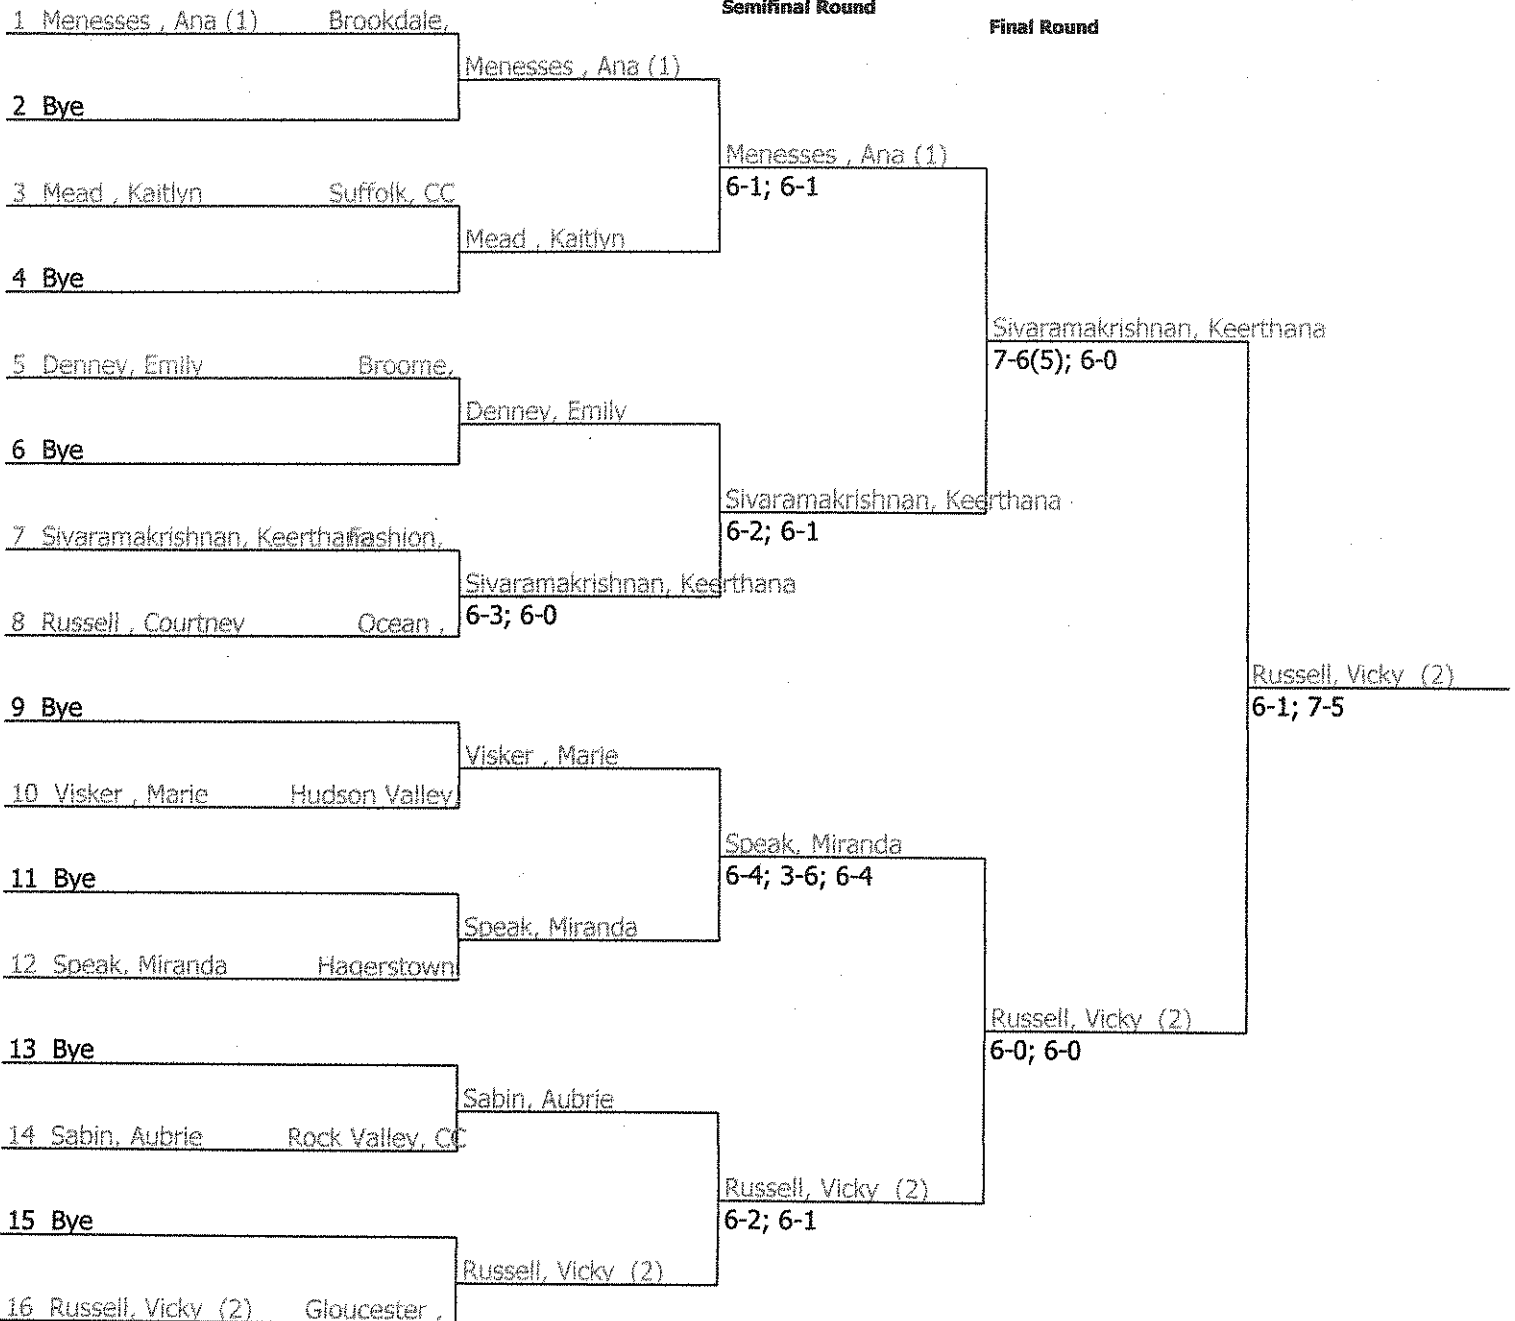 Semifinal Round
Final Round
1 Menesses , Ana (1) Brookdale,
Menesses , Ana (1)
2 Bye
Menesses , Ana (1)
6-1; 6-1
3 Mead , Kaitlyn Suffolk, CC
Mead , Kaitlyn
4 Bye
Sivaramakrishnan, Keerthana
7-6(5); 6-0
5 Denney, Emily Broome,
Denney, Emily
6 Bye
Sivaramakrishnan, Keerthana
6-2; 6-1
7 Sivaramakrishnan, Keerthana Fashion,
Sivaramakrishnan, Keerthana
6-3; 6-0
8 Russell , Courtney Ocean ,
Russell, Vicky (2)
6-1; 7-5
9 Bye
Visker , Marie
10 Visker , Marie Hudson Valley,
Speak, Miranda
6-4; 3-6; 6-4
11 Bye
Speak, Miranda
12 Speak, Miranda Hagerstown
Russell, Vicky (2)
6-0; 6-0
13 Bye
Sabin, Aubrie
14 Sabin, Aubrie Rock Valley, CC
Russell, Vicky (2)
6-2; 6-1
15 Bye
Russell, Vicky (2)
16 Russell, Vicky (2) Gloucester ,